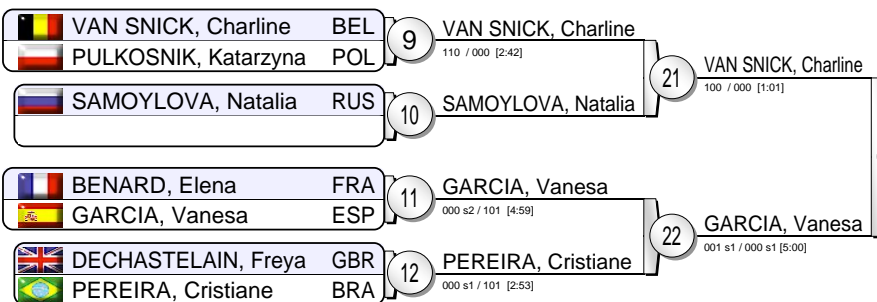 VAN SNICK, Charline BEL
PULKOSNIK, Katarzyna POL
9
VAN SNICK, Charline
110 / 000 [2:42]
SAMOYLOVA, Natalia RUS
10
SAMOYLOVA, Natalia
21
VAN SNICK, Charline
100 / 000 [1:01]
BENARD, Elena FRA
GARCIA, Vanesa ESP
11
GARCIA, Vanesa
000 s2 / 101 [4:59]
DECHASTELAIN, Freya GBR
PEREIRA, Cristiane BRA
12
PEREIRA, Cristiane
000 s1 / 101 [2:53]
22
GARCIA, Vanesa
001 s1 / 000 s1 [5:00]